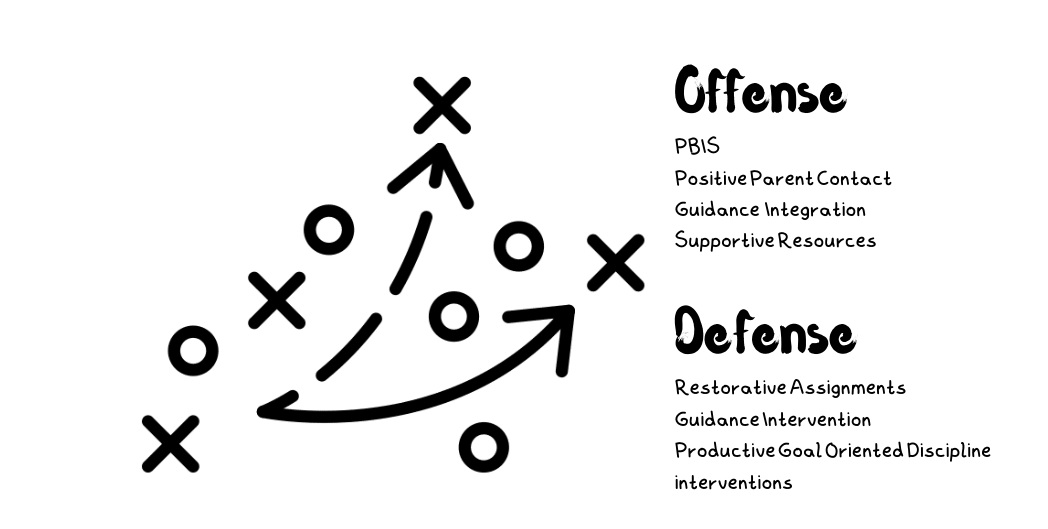 Offense
PBIS
Positive Parent Contact
Guidance Integration
Supportive Resources
Defense
Restorative Assignments
Guidance Intervention
Productive Goal Oriented Discipline
interventions